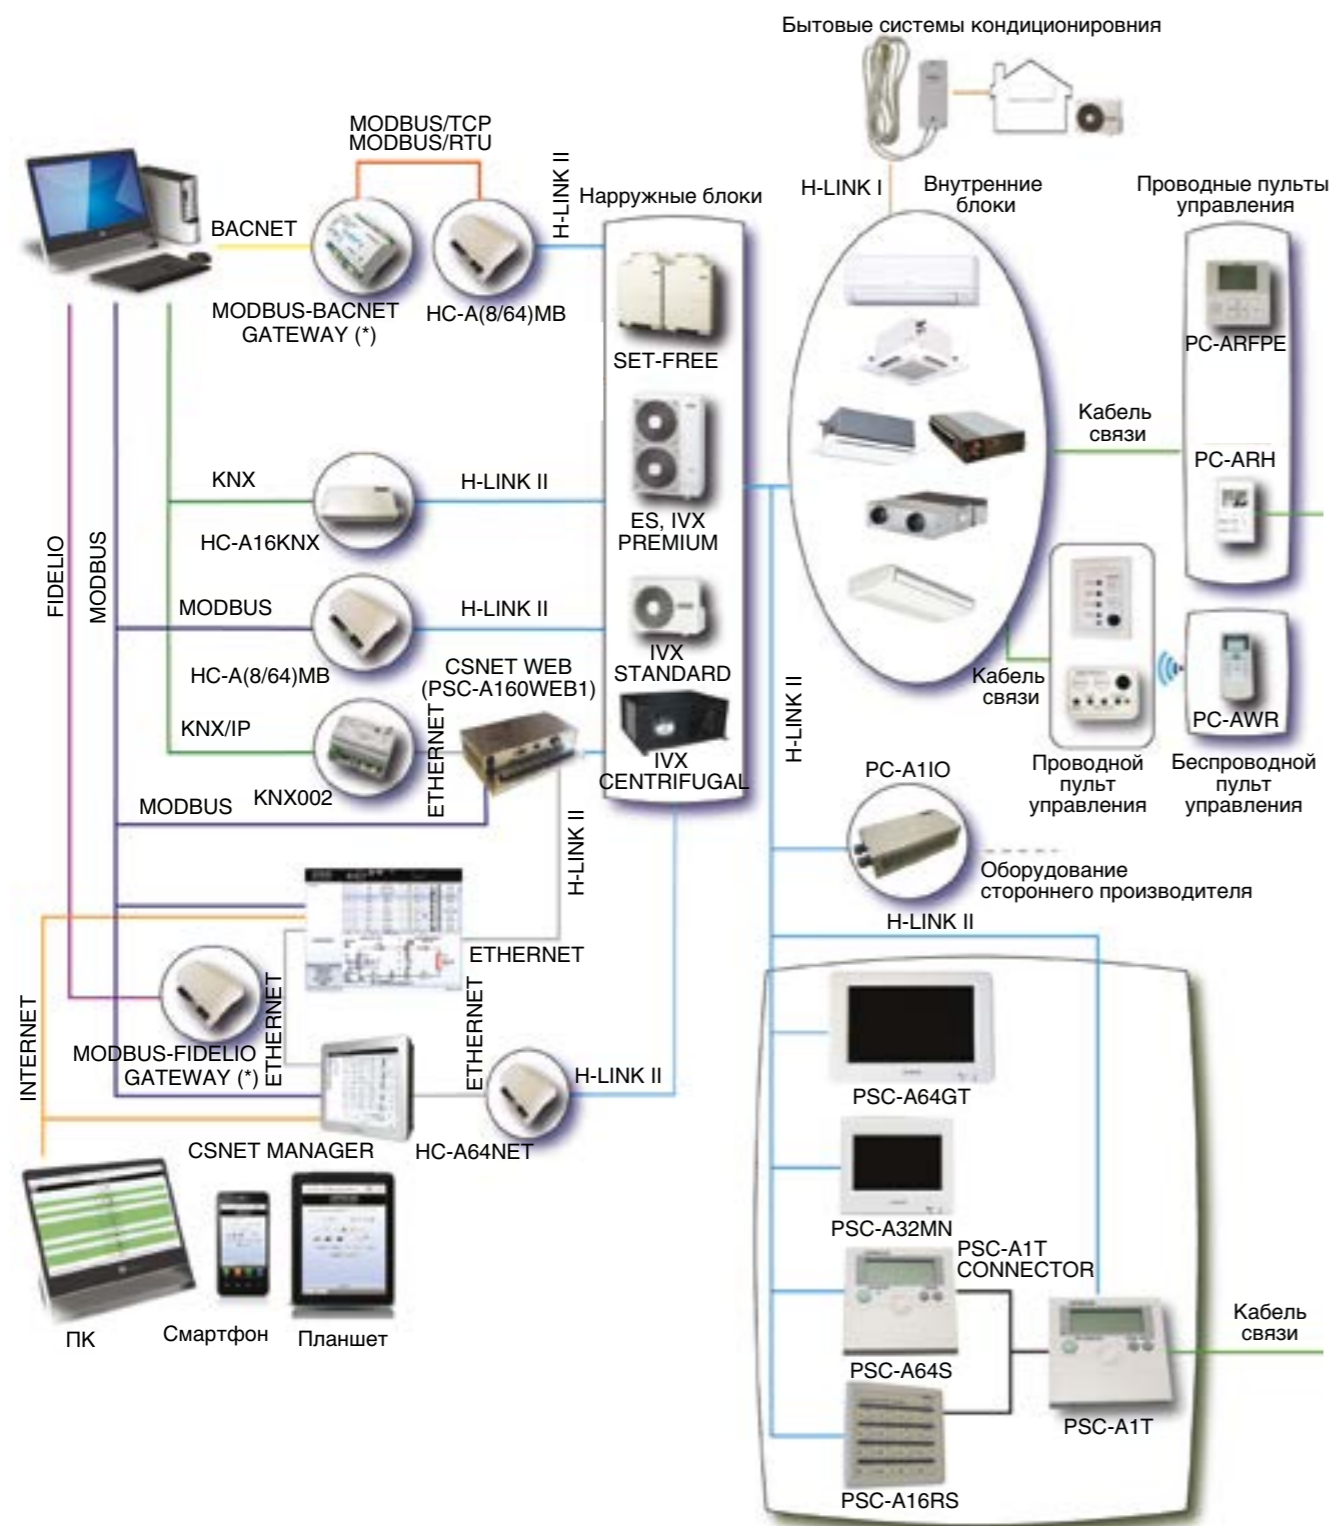 Бытовые системы кондиционировния
MODBUS/TCP
MODBUS/RTU
H-LINK II
H-LINK I
Нарружные блоки
Внутренние
блоки
Проводные пульты
управления
BACNET
MODBUS-BACNET
GATEWAY (*)
HC-A(8/64)MB
SET-FREE
PC-ARFPE
Кабель
связи
PC-ARH
KNX
H-LINK II
HC-A16KNX
ES, IVX
PREMIUM
FIDELIO
MODBUS
MODBUS
H-LINK II
HC-A(8/64)MB
IVX
STANDARD
CSNET WEB
(PSC-A160WEB1)
Кабель
связи
PC-AWR
KNX/IP
ETHERNET
H-LINK II
KNX002
IVX
CENTRIFUGAL
Проводной
пульт
управления
Беспроводной
пульт
управления
MODBUS
H-LINK II
PC-A1IO
Оборудование
стороннего производителя
H-LINK II
ETHERNET
INTERNET
ETHERNET
ETHERNET
MODBUS-FIDELIO
GATEWAY (*)
H-LINK II
CSNET MANAGER
HC-A64NET
PSC-A64GT
PSC-A32MN
PSC-A1T
CONNECTOR
ПК
Смартфон
Планшет
Кабель
связи
PSC-A64S
PSC-A1T
PSC-A16RS